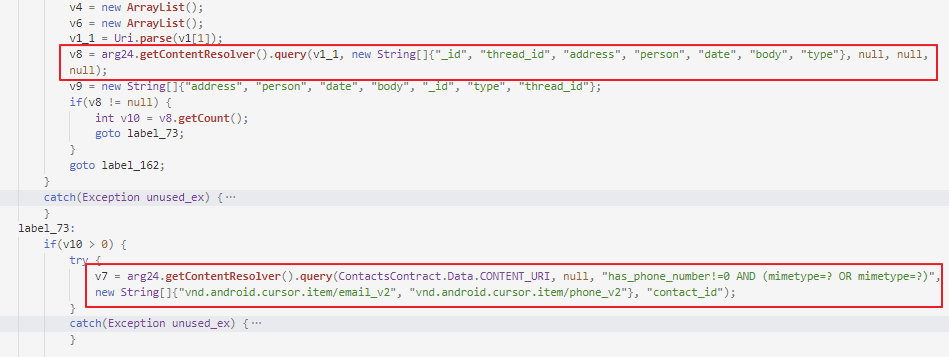 v4 = new ArrayList();
v6 = new ArrayList();
v1_1 = Uri.parse(v1[1]);
v8 = arg24.getContentResolver().query(v1_1, new String[]{"_id", "thread_id", "address", "person", "date", "body", "type"}, null, null,
null);
v9 = new String[]{"address", "person", "date", "body", "_id", "type", "thread_id"};
if(v8 != null) {
int v10 = v8.getCount();
goto label_73;
}
goto label_162;
}
catch(Exception unused_ex) {⋯
}
label_73:
if(v10 > 0) {
try {
v7 = arg24.getContentResolver().query(ContactsContract.Data.CONTENT_URI, null, "has_phone_number!=0 AND (mimetype=? OR mimetype=?)",
new String[]{"vnd.android.cursor.item/email_v2", "vnd.android.cursor.item/phone_v2"}, "contact_id");
}
catch(Exception unused_ex) {⋯
}